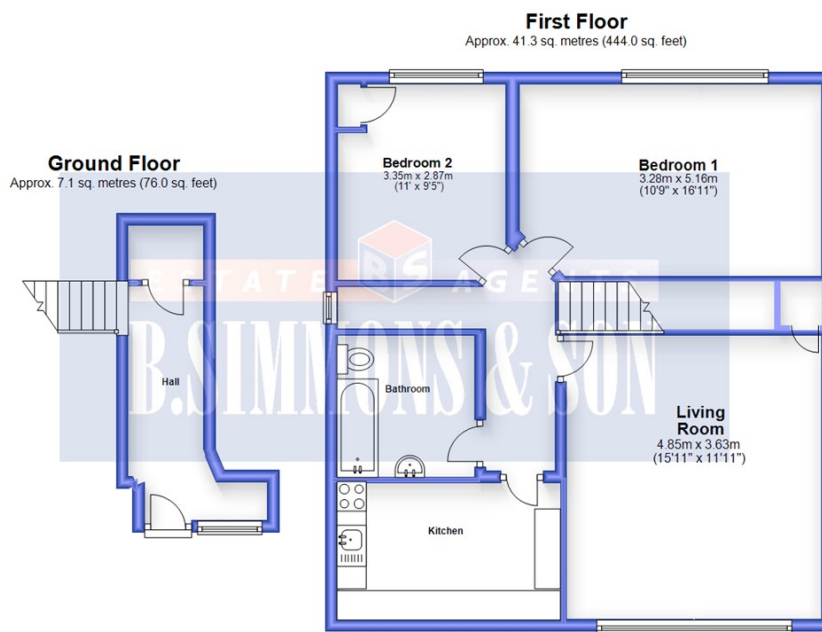 First Floor
Approx. 41.3 sq. metres (444.0 sq. feet)
Ground Floor
Approx. 7.1 sq. metres (76.0 sq. feet)
Bedroom 2
3.35m x 2.87m
(11' x 9'5")
Bedroom 1
3.28m x 5.16m
(10'9" x 16'11")
ESTATE BS AGENTS
B.SIMMONS & SON
Hall
Bathroom
Living
Room
4.85m x 3.63m
(15'11" x 11'11")
Kitchen